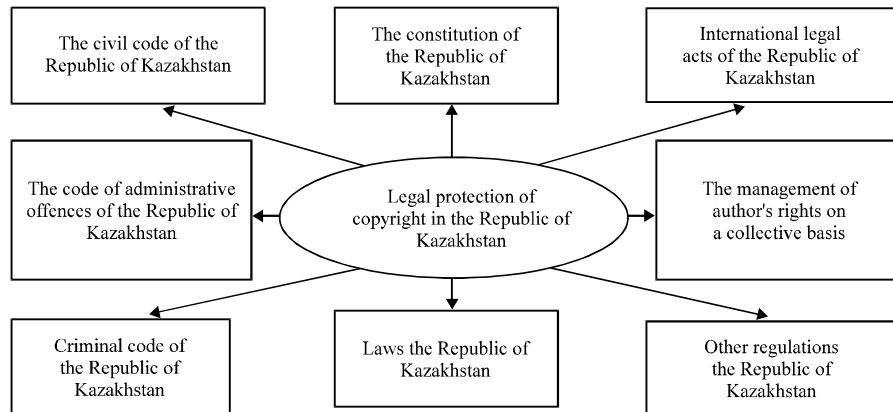 The civil code of the
Republic of Kazakhstan
The constitution of
the Republic of
Kazakhstan
International legal
acts of the Republic of
Kazakhstan
The code of administrative
offences of the Republic of
Kazakhstan
Legal protection of
copyright in the Republic of
Kazakhstan
The management of
author's rights on
a collective basis
Criminal code of
the Republic of
Kazakhstan
Laws the Republic of
Kazakhstan
Other regulations
the Republic of
Kazakhstan